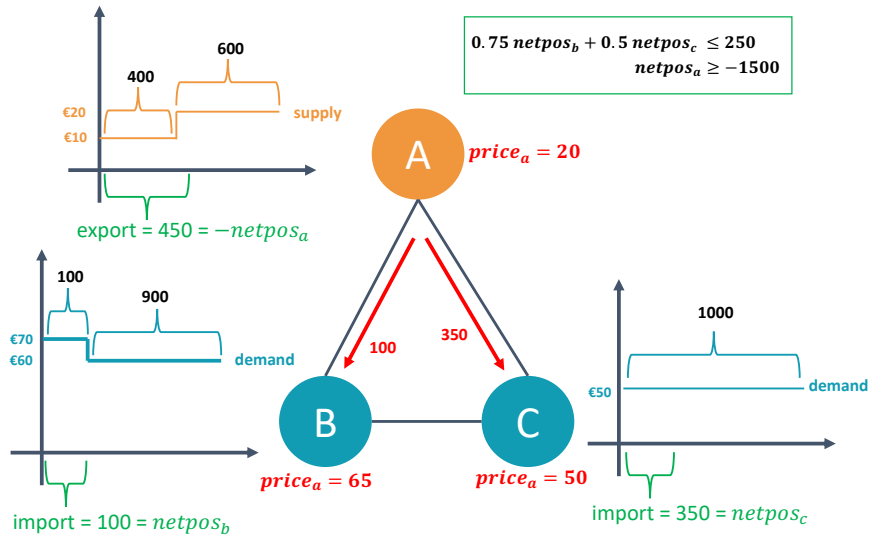 600
400
€20
supply
€10
export = 450 = −netpos_a
0.75 netpos_b + 0.5 netpos_c ≤ 250
netpos_a ≥ −1500
A
price_a = 20
100
900
€70
€60
demand
import = 100 = netpos_b
100
350
B
C
price_a = 65
price_a = 50
1000
€50
demand
import = 350 = netpos_c